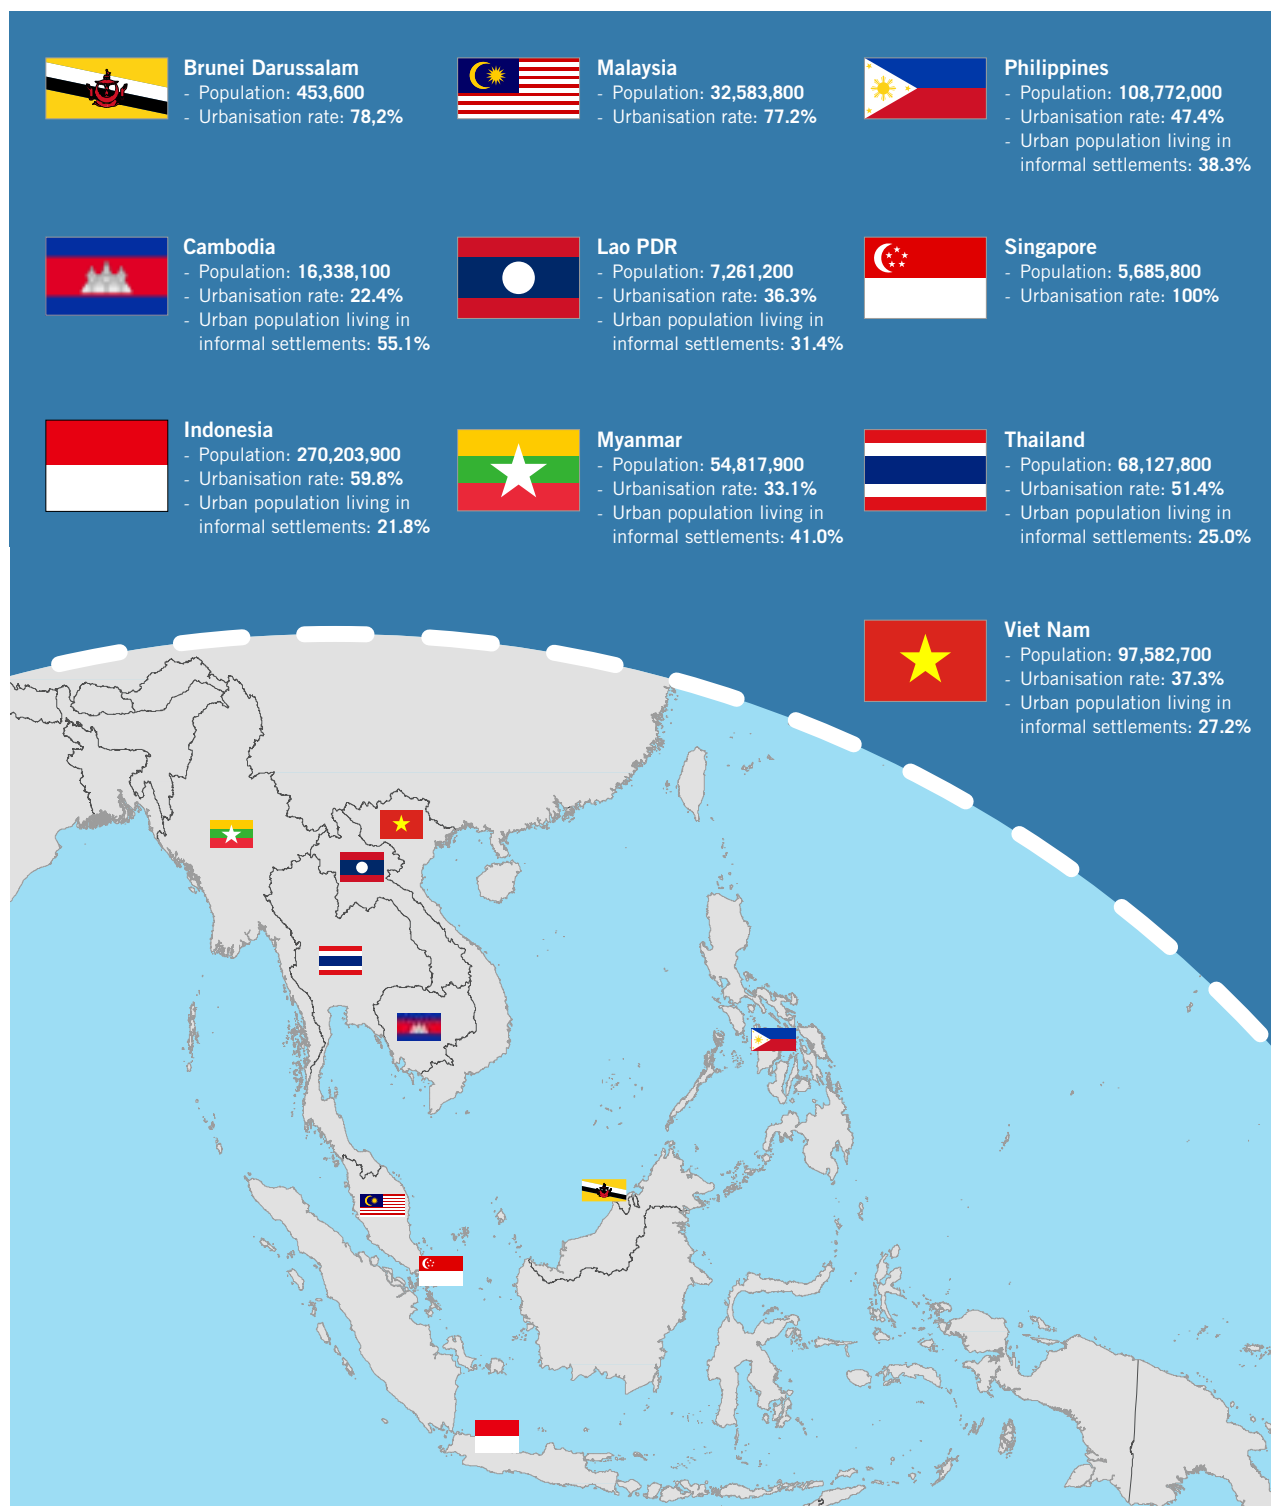 Brunei Darussalam
- Population: 453,600
- Urbanisation rate: 78,2%
Malaysia
- Population: 32,583,800
- Urbanisation rate: 77.2%
Philippines
- Population: 108,772,000
- Urbanisation rate: 47.4%
- Urban population living in
informal settlements: 38.3%
Cambodia
- Population: 16,338,100
- Urbanisation rate: 22.4%
- Urban population living in
informal settlements: 55.1%
Lao PDR
- Population: 7,261,200
- Urbanisation rate: 36.3%
- Urban population living in
informal settlements: 31.4%
Singapore
- Population: 5,685,800
- Urbanisation rate: 100%
Indonesia
- Population: 270,203,900
- Urbanisation rate: 59.8%
- Urban population living in
informal settlements: 21.8%
Myanmar
- Population: 54,817,900
- Urbanisation rate: 33.1%
- Urban population living in
informal settlements: 41.0%
Thailand
- Population: 68,127,800
- Urbanisation rate: 51.4%
- Urban population living in
informal settlements: 25.0%
Viet Nam
- Population: 97,582,700
- Urbanisation rate: 37.3%
- Urban population living in
informal settlements: 27.2%